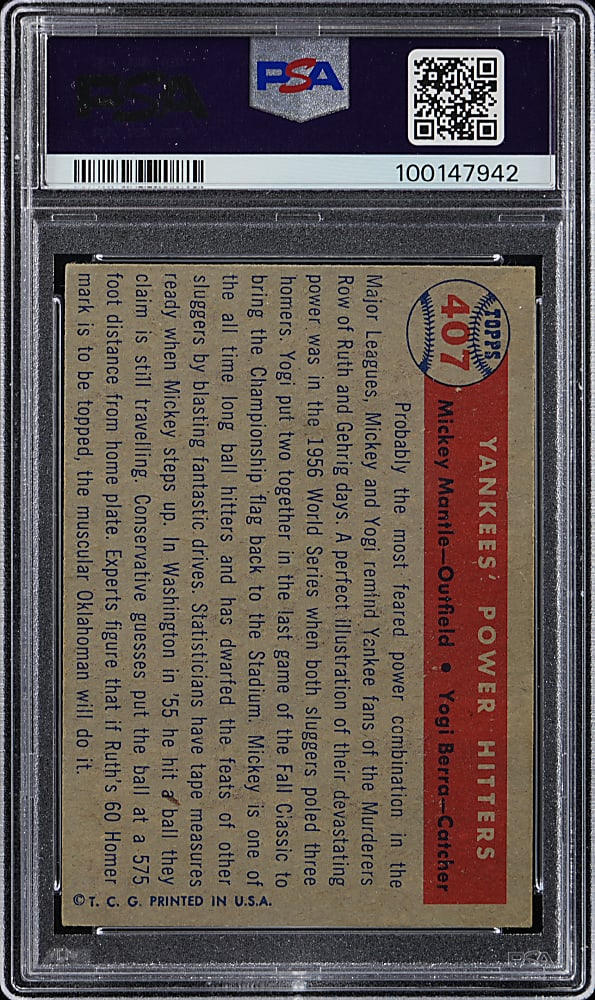 PSA
PSA
100147942
TOPPS
407
YANKEES' POWER HITTERS
Mickey Mantle—Outfield • Yogi Berra—Catcher
Probably the most feared power combination in the
Major Leagues, Mickey and Yogi remind Yankee fans of the Murderers
Row of Ruth and Gehrig days. A perfect illustration of their devastating
power was in the 1956 World Series when both sluggers poled three
homers. Yogi put two together in the last game of the Fall Classic to
bring the Championship flag back to the Stadium. Mickey is one of
the all time long ball hitters and has dwarfed the feats of other
sluggers by blasting fantastic drives. Statisticians have tape measures
ready when Mickey steps up. In Washington in '55 he hit a ball they
claim is still travelling. Conservative guesses put the ball at a 575
foot distance from home plate. Experts figure that if Ruth's 60 Homer
mark is to be topped, the muscular Oklahoman will do it.
© T. C. G. PRINTED IN U.S.A.
PSA